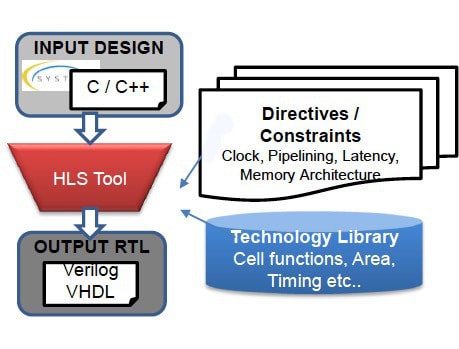 INPUT DESIGN
SYST
C / C++
HLS Tool
OUTPUT RTL
Verilog
VHDL
Directives /
Constraints
Clock, Pipelining, Latency,
Memory Architecture
Technology Library
Cell functions, Area,
Timing etc..